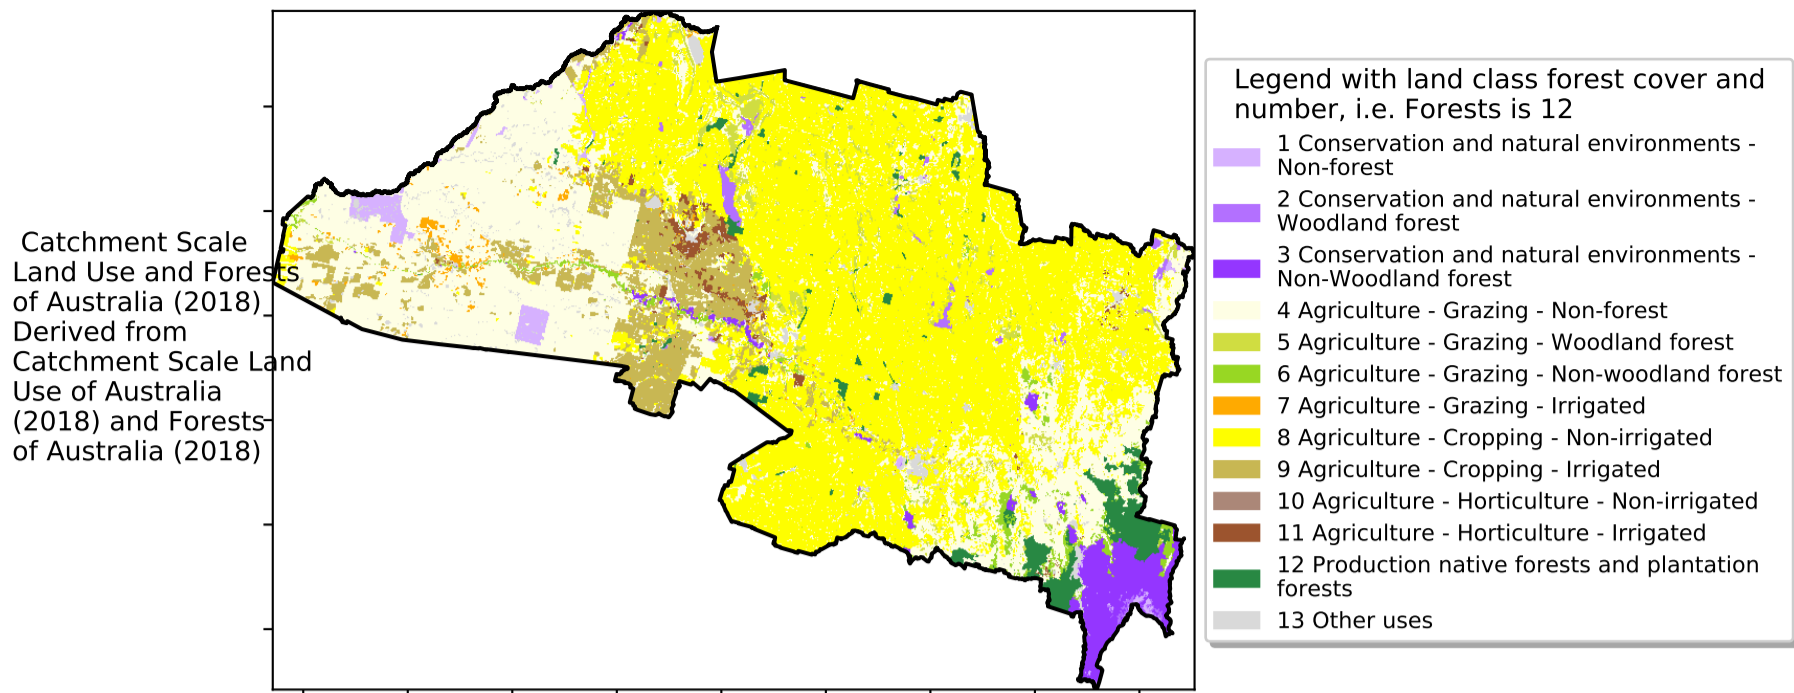 Catchment Scale
Land Use and Forests
of Australia (2018)
Derived from
Catchment Scale Land
Use of Australia
(2018) and Forests
of Australia (2018)
Legend with land class forest cover and
number, i.e. Forests is 12
1 Conservation and natural environments -
Non-forest
2 Conservation and natural environments -
Woodland forest
3 Conservation and natural environments -
Non-Woodland forest
4 Agriculture - Grazing - Non-forest
5 Agriculture - Grazing - Woodland forest
6 Agriculture - Grazing - Non-woodland forest
7 Agriculture - Grazing - Irrigated
8 Agriculture - Cropping - Non-irrigated
9 Agriculture - Cropping - Irrigated
10 Agriculture - Horticulture - Non-irrigated
11 Agriculture - Horticulture - Irrigated
12 Production native forests and plantation
forests
13 Other uses